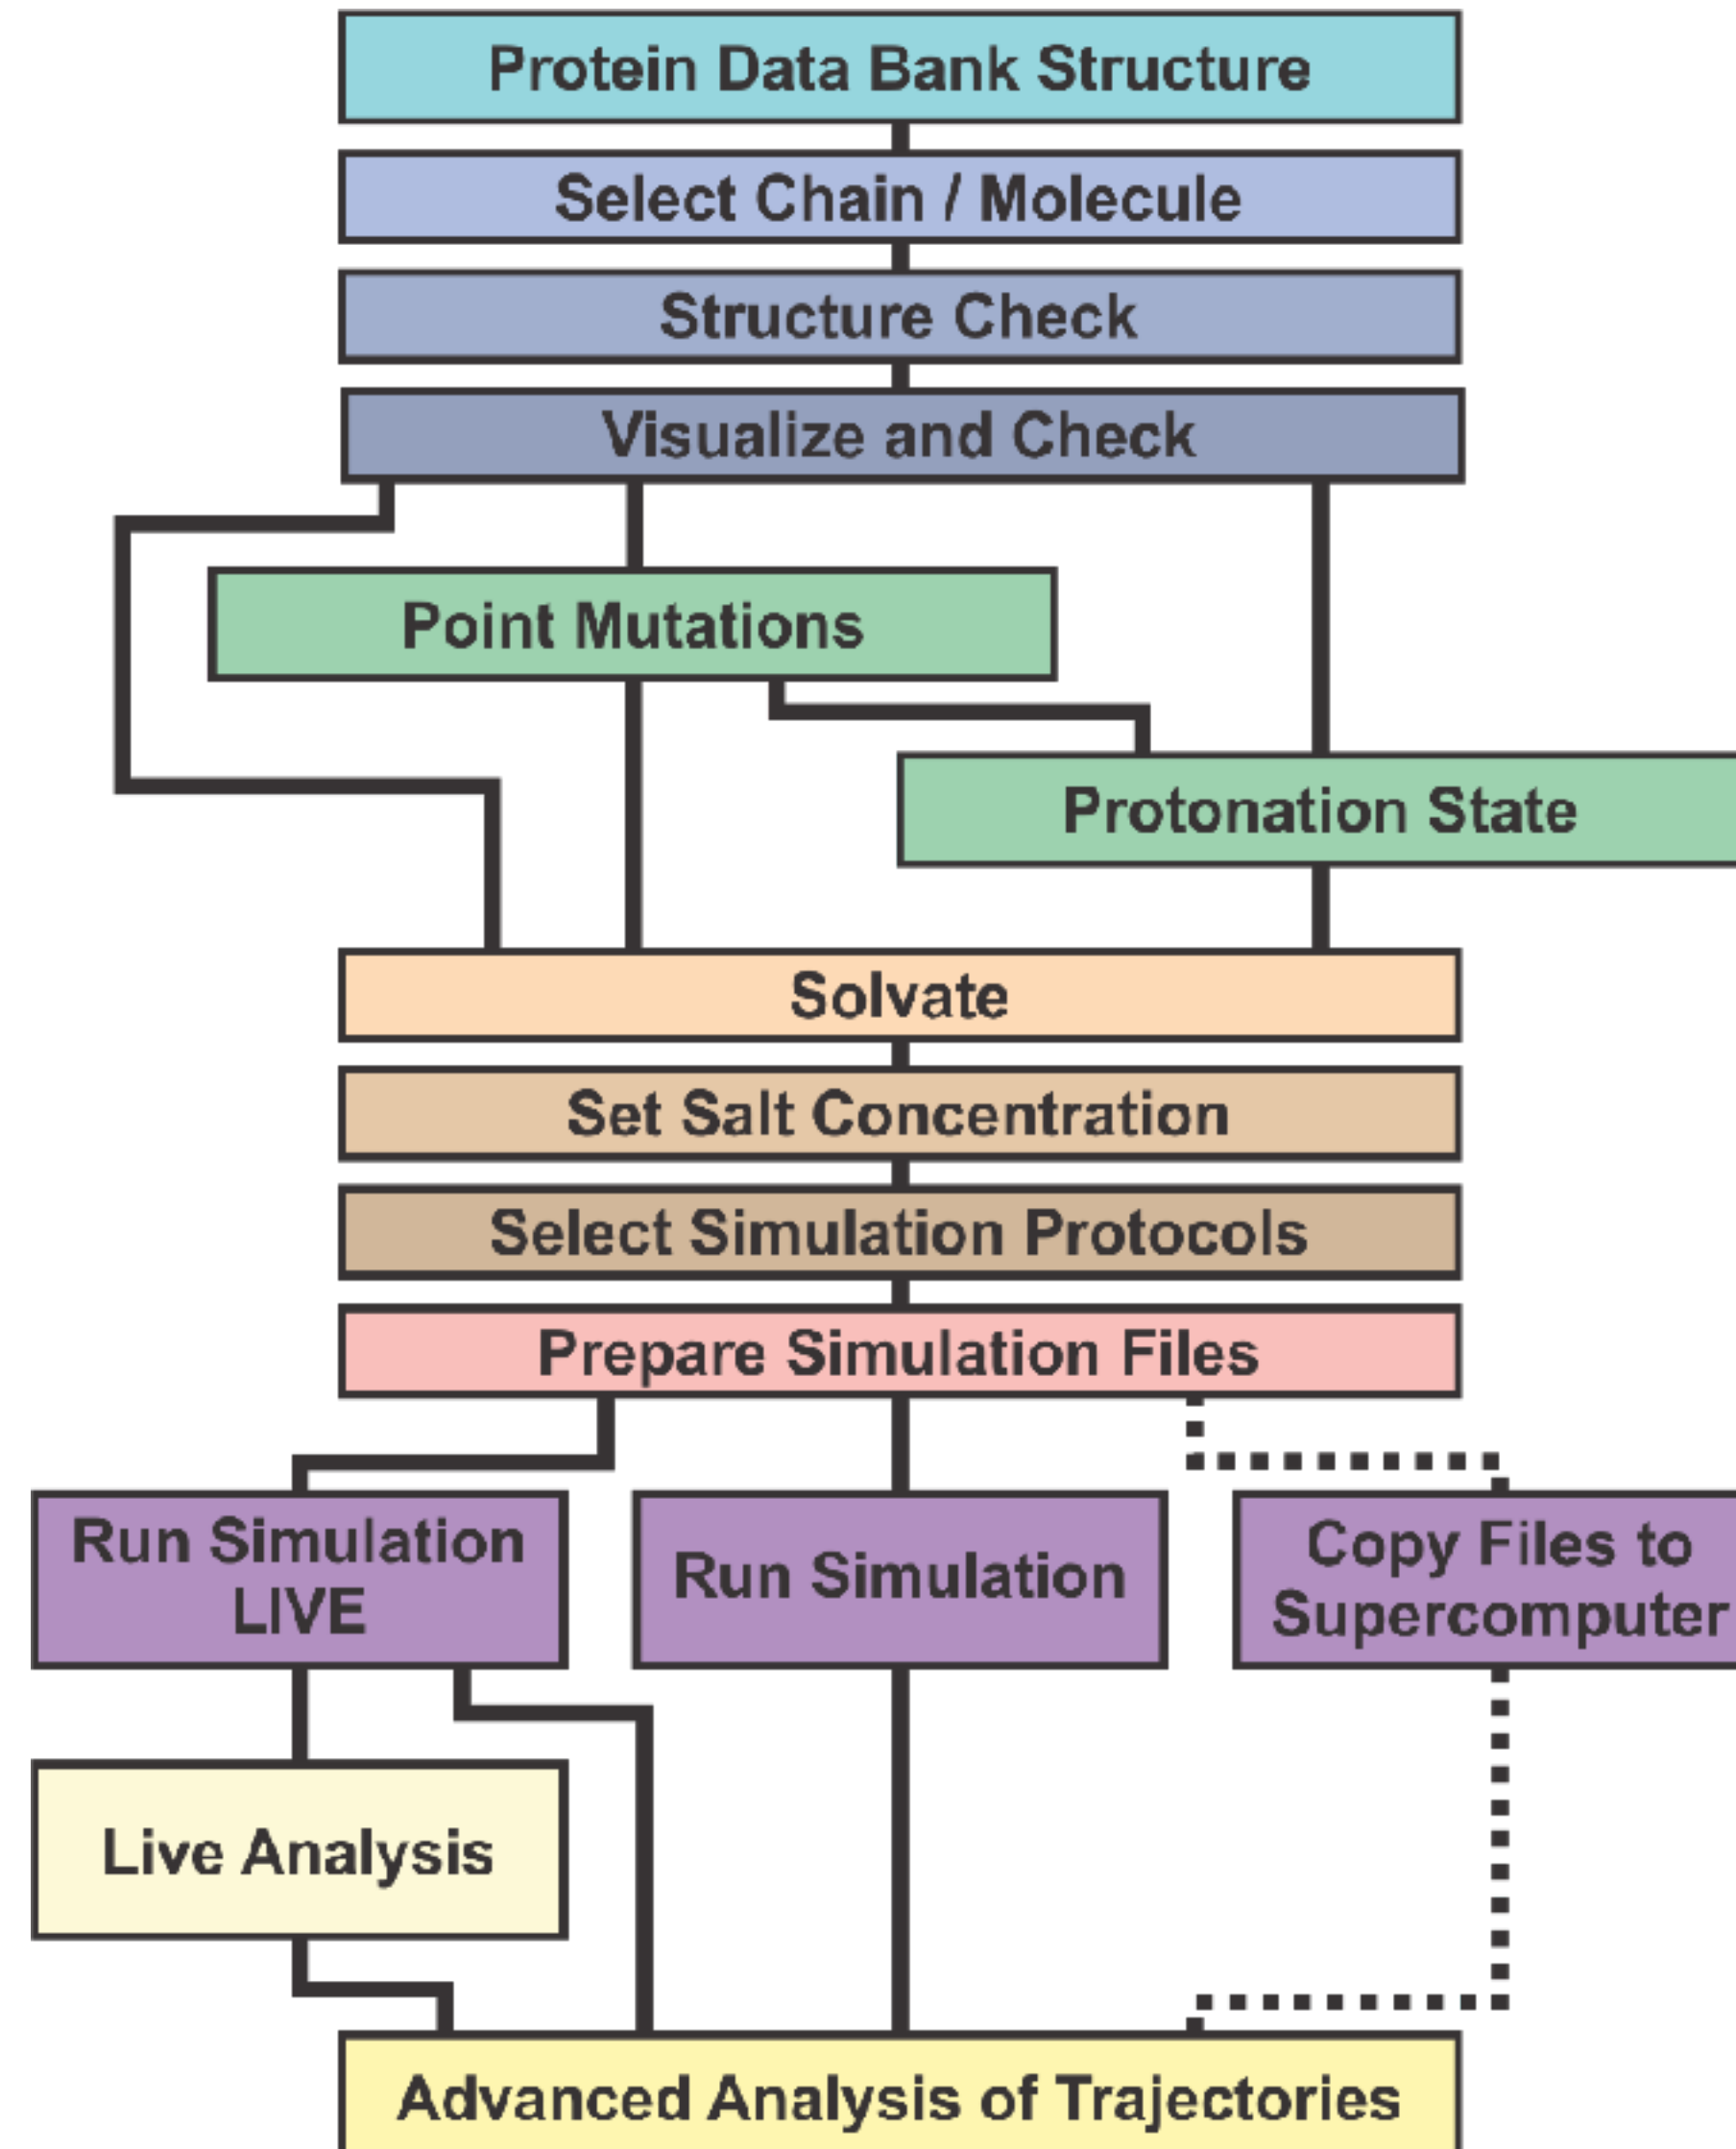 Protein Data Bank Structure
Select Chain / Molecule
Structure Check
Visualize and Check
Point Mutations
Protonation State
Solvate
Set Salt Concentration
Select Simulation Protocols
Prepare Simulation Files
Run Simulation
LIVE
Run Simulation
Copy Files to
Supercomputer
Live Analysis
Advanced Analysis of Trajectories